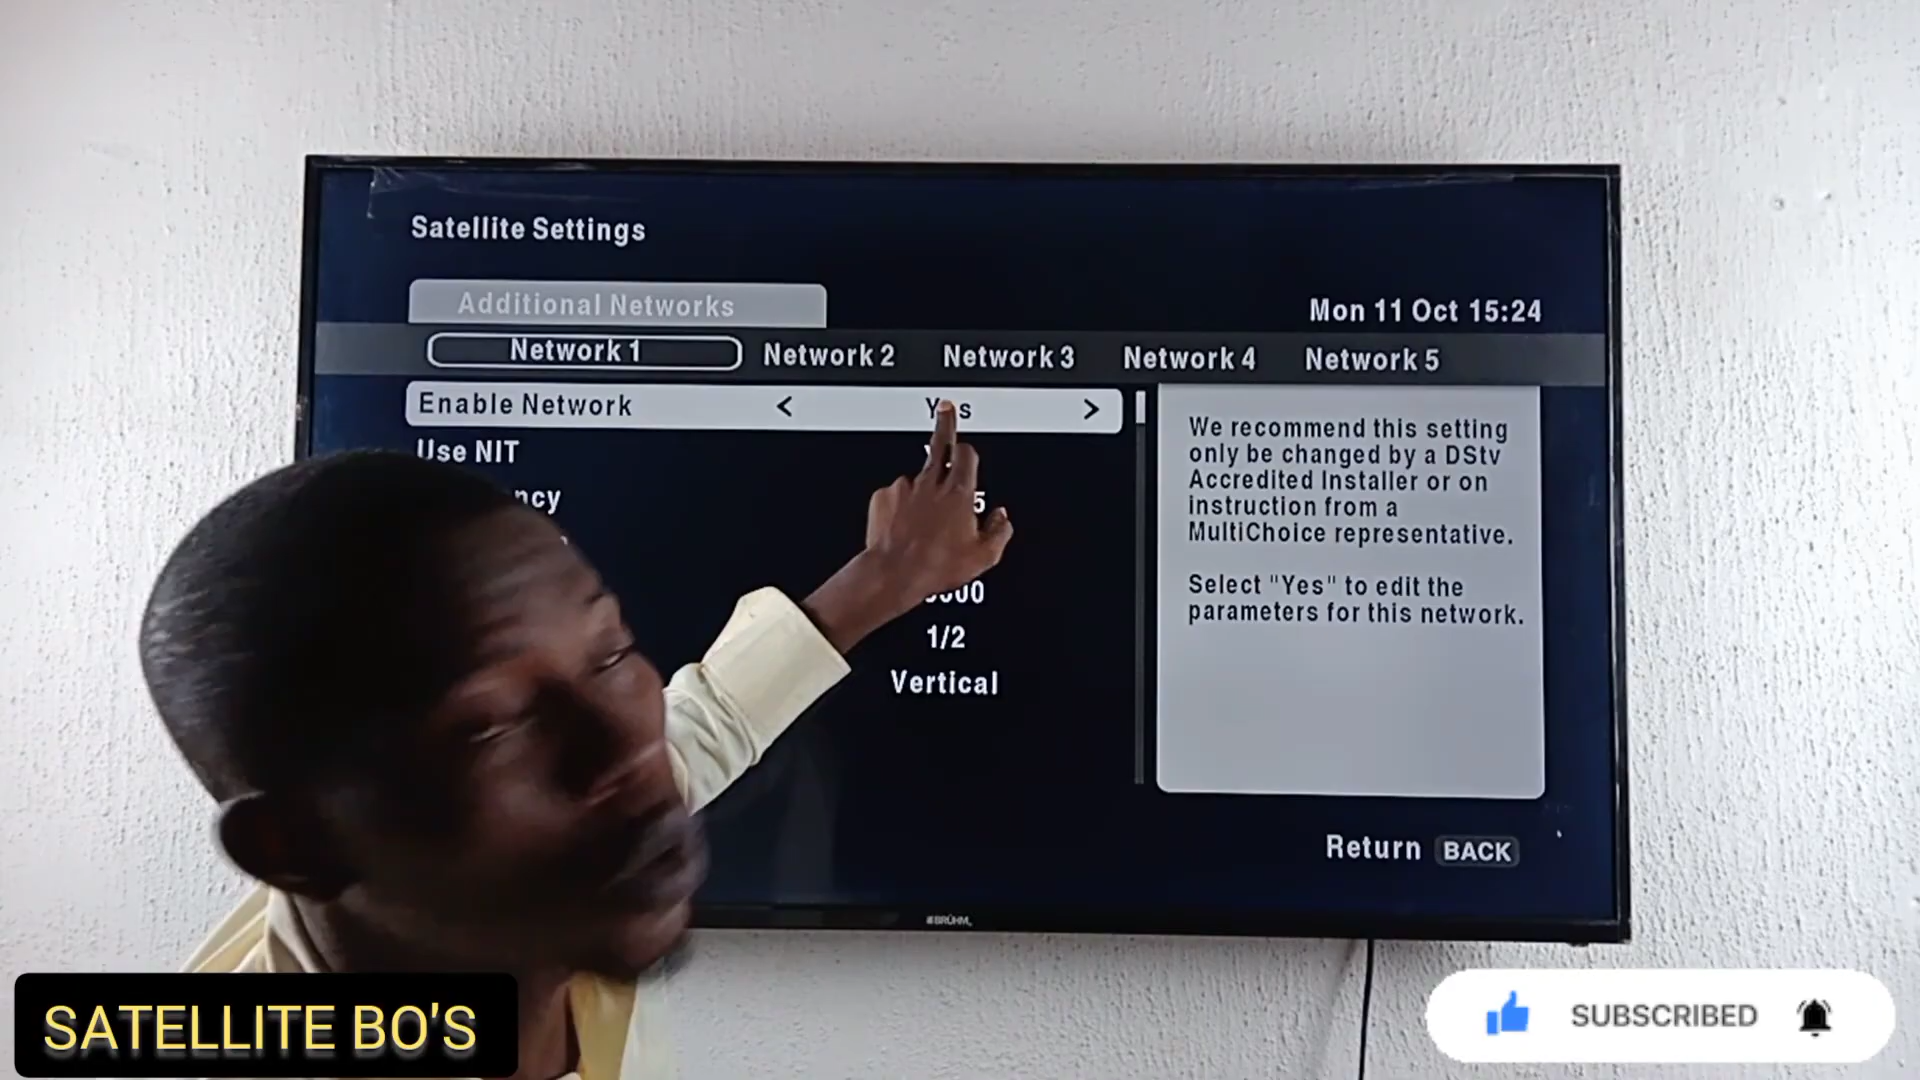 Satellite Settings
Additional Networks
Mon 11 Oct 15:24
Network 1 Network 2 Network 3 Network 4 Network 5
Enable Network < Yes >
Use NIT
1/2
Vertical
We recommend this setting
only be changed by a DStv
Accredited Installer or on
instruction from a
MultiChoice representative.
Select "Yes" to edit the
parameters for this network.
Return BACK
BRÜHM
SATELLITE BO'S
SUBSCRIBED